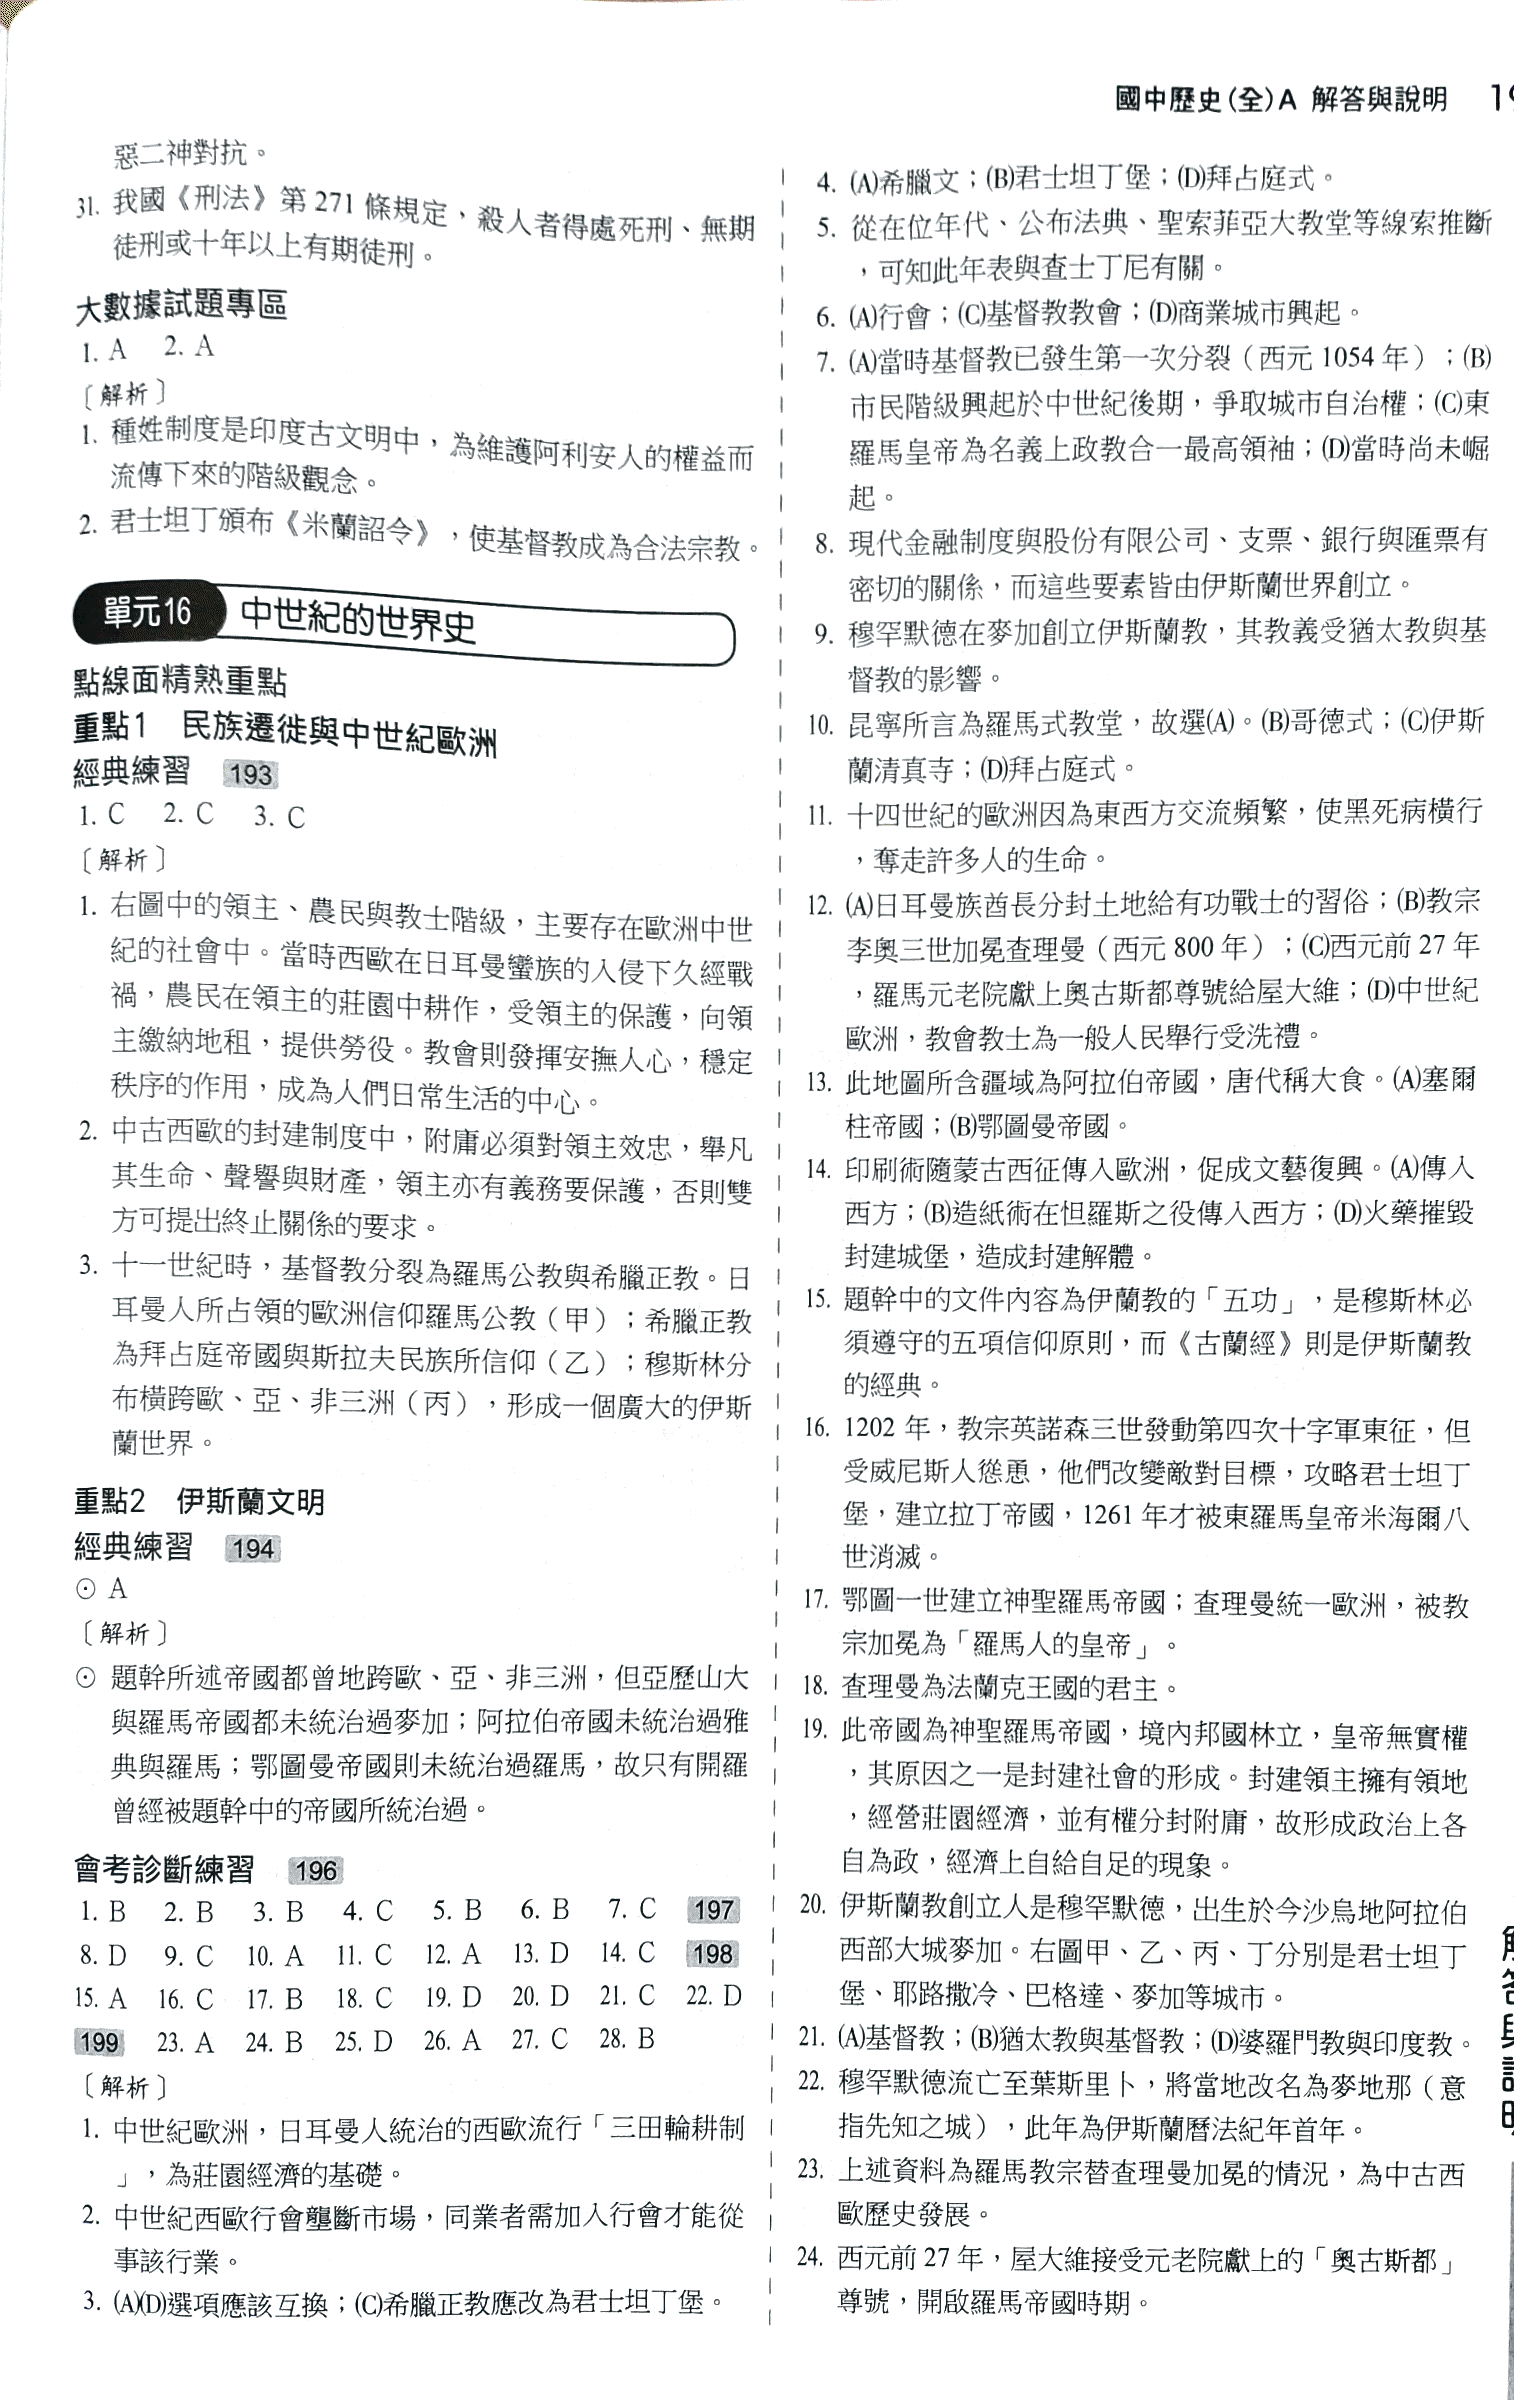 國中歷史(全)A 解答與說明
惡二神對抗。
31. 我國《刑法》第 271 條規定，殺人者得處死刑、無期
徒刑或十年以上有期徒刑。
大數據試題專區
1. A 2. A
〔解析〕
1. 種姓制度是印度古文明中，為維護阿利安人的權益而
流傳下來的階級觀念。
2. 君士坦丁頒布《米蘭詔令》，使基督教成為合法宗教。
單元16 中世紀的世界史
點線面精熟重點
重點1 民族遷徙與中世紀歐洲
經典練習 193
1. C 2. C 3. C
〔解析〕
1. 右圖中的領主、農民與教士階級，主要存在歐洲中世
紀的社會中。當時西歐在日耳曼蠻族的入侵下久經戰
禍，農民在領主的莊園中耕作，受領主的保護，向領
主繳納地租，提供勞役。教會則發揮安撫人心，穩定
秩序的作用，成為人們日常生活的中心。
2. 中古西歐的封建制度中，附庸必須對領主效忠，舉凡
其生命、聲譽與財產，領主亦有義務要保護，否則雙
方可提出終止關係的要求。
3. 十一世紀時，基督教分裂為羅馬公教與希臘正教。日
耳曼人所占領的歐洲信仰羅馬公教（甲）；希臘正教
為拜占庭帝國與斯拉夫民族所信仰（乙）；穆斯林分
布橫跨歐、亞、非三洲（丙），形成一個廣大的伊斯
蘭世界。
重點2 伊斯蘭文明
經典練習 194
⊙ A
〔解析〕
⊙ 題幹所述帝國都曾地跨歐、亞、非三洲，但亞歷山大
與羅馬帝國都未統治過麥加；阿拉伯帝國未統治過雅
典與羅馬；鄂圖曼帝國則未統治過羅馬，故只有開羅
曾經被題幹中的帝國所統治過。
會考診斷練習 196
1. B 2. B 3. B 4. C 5. B 6. B 7. C 197
8. D 9. C 10. A 11. C 12. A 13. D 14. C 198
15. A 16. C 17. B 18. C 19. D 20. D 21. C 22. D
199 23. A 24. B 25. D 26. A 27. C 28. B
〔解析〕
1. 中世紀歐洲，日耳曼人統治的西歐流行「三田輪耕制
」，為莊園經濟的基礎。
2. 中世紀西歐行會壟斷市場，同業者需加入行會才能從
事該行業。
3. (A)(D)選項應該互換；(C)希臘正教應改為君士坦丁堡。
4. (A)希臘文；(B)君士坦丁堡；(D)拜占庭式。
5. 從在位年代、公布法典、聖索菲亞大教堂等線索推斷
，可知此年表與查士丁尼有關。
6. (A)行會；(C)基督教教會；(D)商業城市興起。
7. (A)當時基督教已發生第一次分裂（西元 1054 年）；(B)
市民階級興起於中世紀後期，爭取城市自治權；(C)東
羅馬皇帝為名義上政教合一最高領袖；(D)當時尚未崛
起。
8. 現代金融制度與股份有限公司、支票、銀行與匯票有
密切的關係，而這些要素皆由伊斯蘭世界創立。
9. 穆罕默德在麥加創立伊斯蘭教，其教義受猶太教與基
督教的影響。
10. 昆寧所言為羅馬式教堂，故選(A)。(B)哥德式；(C)伊斯
蘭清真寺；(D)拜占庭式。
11. 十四世紀的歐洲因為東西方交流頻繁，使黑死病橫行
，奪走許多人的生命。
12. (A)日耳曼族酋長分封土地給有功戰士的習俗；(B)教宗
李奧三世加冕查理曼（西元 800 年）；(C)西元前 27 年
，羅馬元老院獻上奧古斯都尊號給屋大維；(D)中世紀
歐洲，教會教士為一般人民舉行受洗禮。
13. 此地圖所含疆域為阿拉伯帝國，唐代稱大食。(A)塞爾
柱帝國；(B)鄂圖曼帝國。
14. 印刷術隨蒙古西征傳入歐洲，促成文藝復興。(A)傳入
西方；(B)造紙術在怛羅斯之役傳入西方；(D)火藥摧毀
封建城堡，造成封建解體。
15. 題幹中的文件內容為伊蘭教的「五功」，是穆斯林必
須遵守的五項信仰原則，而《古蘭經》則是伊斯蘭教
的經典。
16. 1202 年，教宗英諾森三世發動第四次十字軍東征，但
受威尼斯人慫恿，他們改變敵對目標，攻略君士坦丁
堡，建立拉丁帝國，1261 年才被東羅馬皇帝米海爾八
世消滅。
17. 鄂圖一世建立神聖羅馬帝國；查理曼統一歐洲，被教
宗加冕為「羅馬人的皇帝」。
18. 查理曼為法蘭克王國的君主。
19. 此帝國為神聖羅馬帝國，境內邦國林立，皇帝無實權
，其原因之一是封建社會的形成。封建領主擁有領地
，經營莊園經濟，並有權分封附庸，故形成政治上各
自為政，經濟上自給自足的現象。
20. 伊斯蘭教創立人是穆罕默德，出生於今沙烏地阿拉伯
西部大城麥加。右圖甲、乙、丙、丁分別是君士坦丁
堡、耶路撒冷、巴格達、麥加等城市。
21. (A)基督教；(B)猶太教與基督教；(D)婆羅門教與印度教。
22. 穆罕默德流亡至葉斯里卜，將當地改名為麥地那（意
指先知之城），此年為伊斯蘭曆法紀年首年。
23. 上述資料為羅馬教宗替查理曼加冕的情況，為中古西
歐歷史發展。
24. 西元前 27 年，屋大維接受元老院獻上的「奧古斯都」
尊號，開啟羅馬帝國時期。